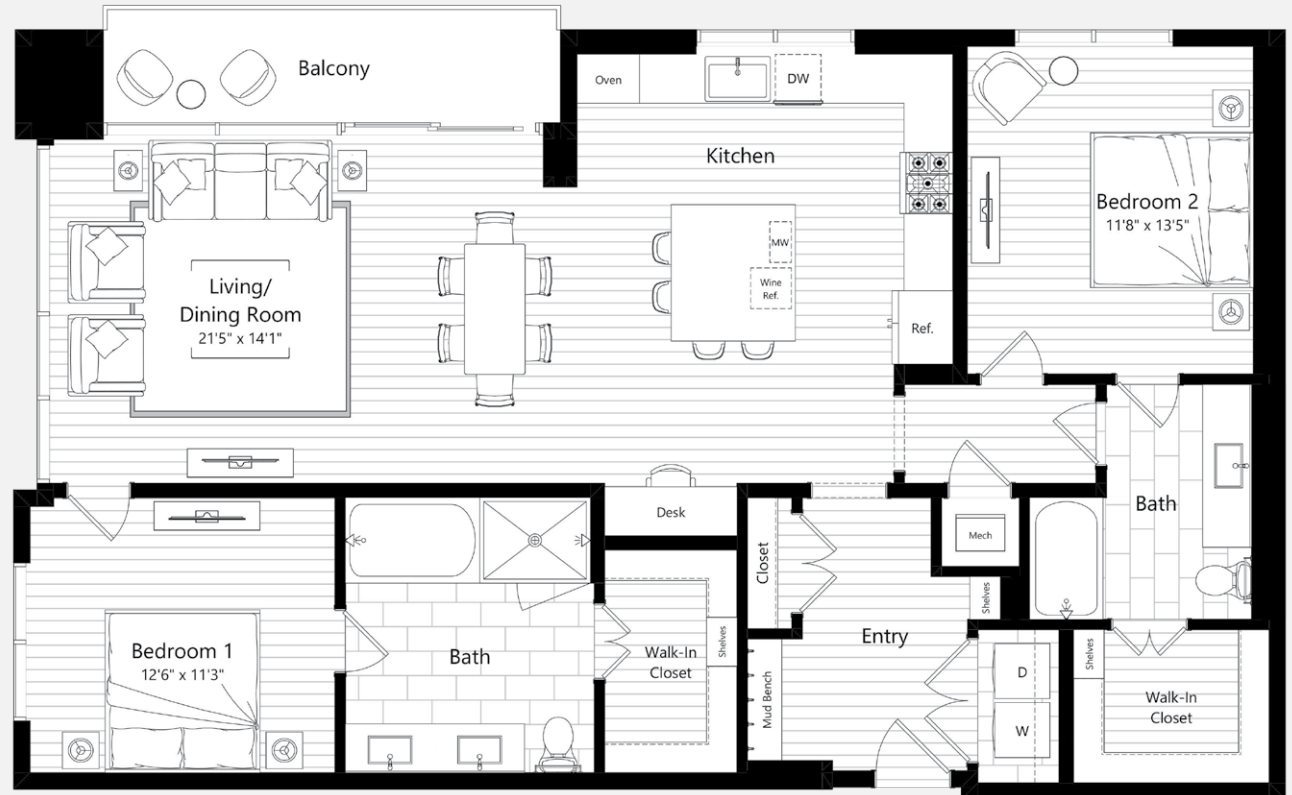 Balcony
Oven
DW
Kitchen
Bedroom 2
11'8" x 13'5"
MW
Wine
Ref.
Living/
Dining Room
21'5" x 14'1"
Ref.
Desk
Bath
Mech
Closet
Shelves
Entry
Bedroom 1
12'6" x 11'3"
Bath
Walk-In
Closet
Shelves
Mud Bench
D
W
Shelves
Walk-In
Closet